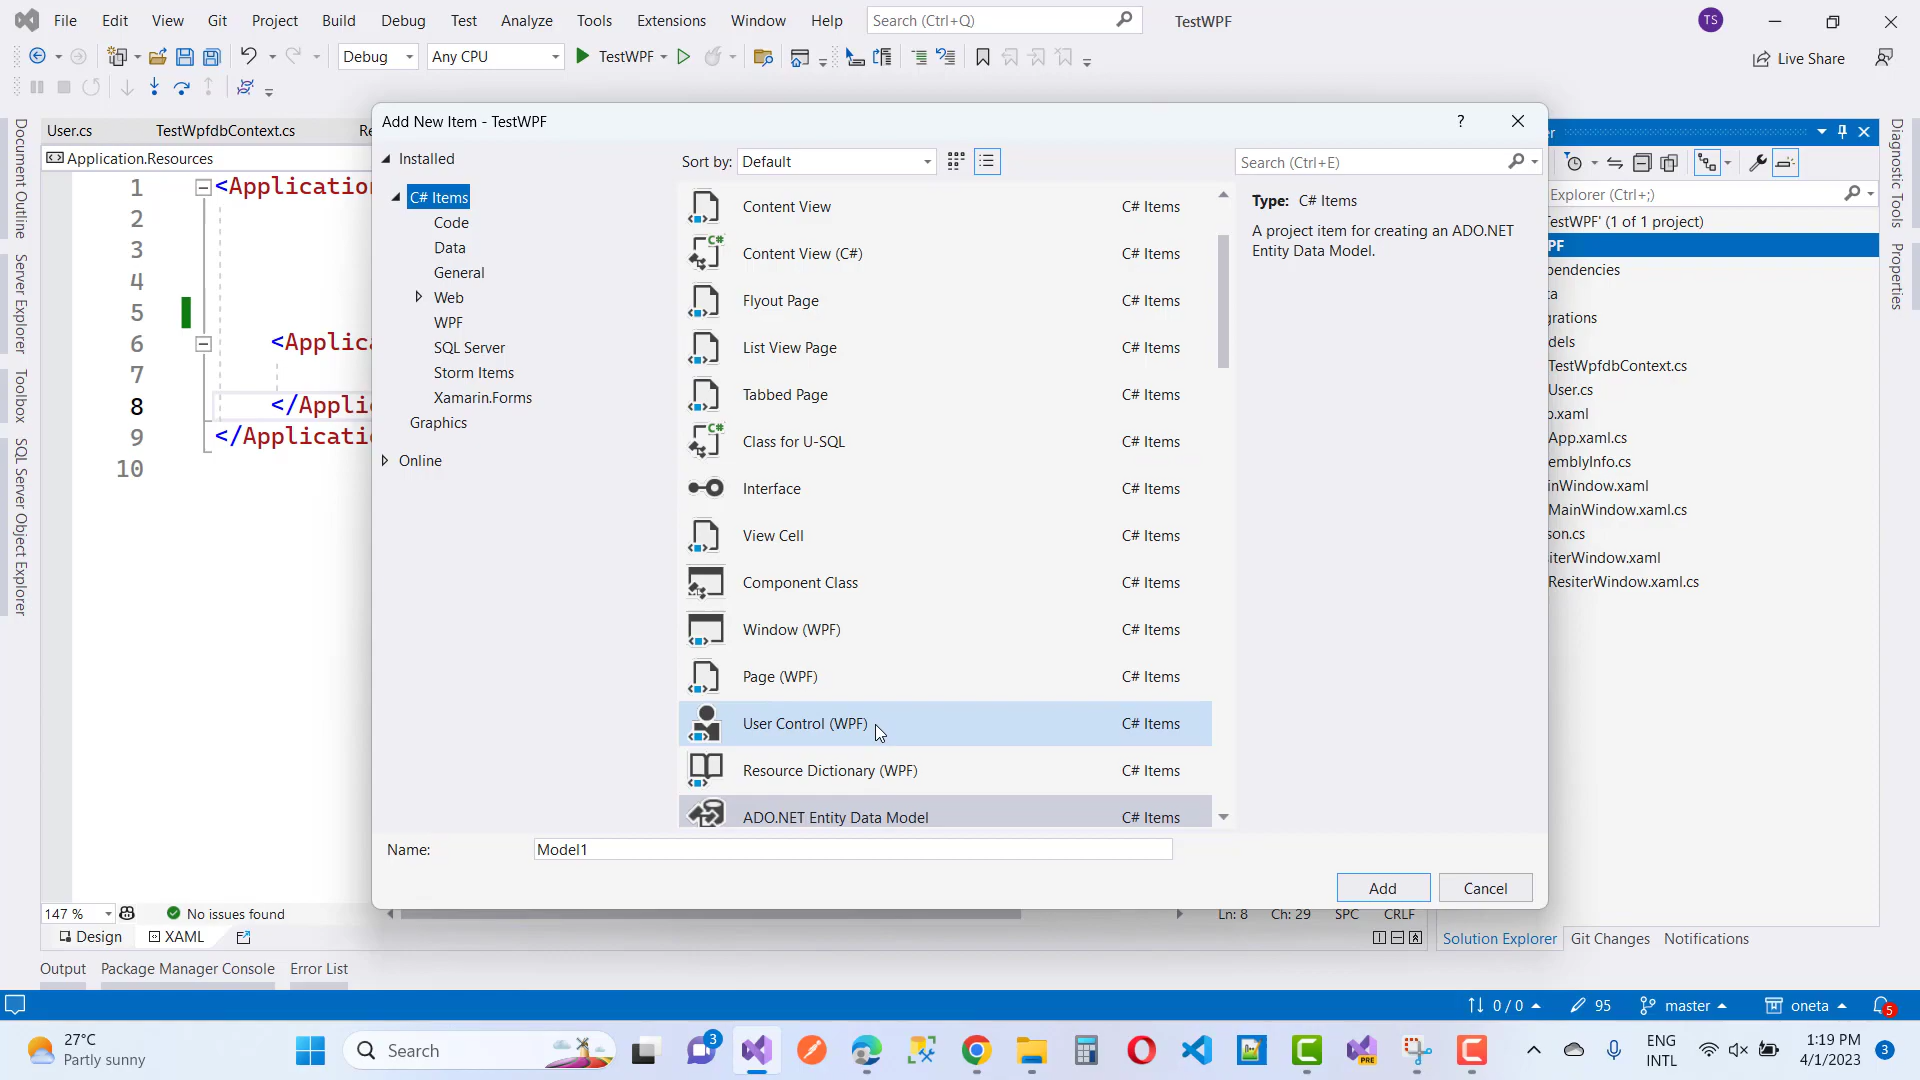 File Edit View Git Project Build Debug Test Analyze Tools Extensions Window Help Search (Ctrl+Q) TestWPF TS
Debug Any CPU TestWPF Live Share
User.cs TestWpfdbContext.cs Re
Application.Resources
1 <Application
2
3
4
5
6 <Applica
7
8 </Appli
9 </Applicatio
10
Document Outline
Server Explorer
Toolbox
SQL Server Object Explorer
Add New Item - TestWPF ?
Installed
C# Items
Code
Data
General
Web
WPF
SQL Server
Storm Items
Xamarin.Forms
Graphics
Online
Sort by: Default
Search (Ctrl+E)
Content View C# Items
Content View (C#) C# Items
Flyout Page C# Items
List View Page C# Items
Tabbed Page C# Items
Class for U-SQL C# Items
Interface C# Items
View Cell C# Items
Component Class C# Items
Window (WPF) C# Items
Page (WPF) C# Items
User Control (WPF) C# Items
Resource Dictionary (WPF) C# Items
ADO.NET Entity Data Model C# Items
Type: C# Items
A project item for creating an ADO.NET
Entity Data Model.
Name: Model1
Add Cancel
er
Explorer (Ctrl+;)
TestWPF' (1 of 1 project)
PF
pendencies
ta
grations
dels
TestWpfdbContext.cs
User.cs
p.xaml
App.xaml.cs
emblyInfo.cs
inWindow.xaml
MainWindow.xaml.cs
son.cs
iterWindow.xaml
ResiterWindow.xaml.cs
Diagnostic Tools
Properties
147 % No issues found Ln: 8 Ch: 29 SPC CRLF
Design XAML
Solution Explorer Git Changes Notifications
Output Package Manager Console Error List
0 / 0 95 master oneta 5
27°C
Partly sunny
Search
3
PRE
ENG
INTL
1:19 PM
4/1/2023
3